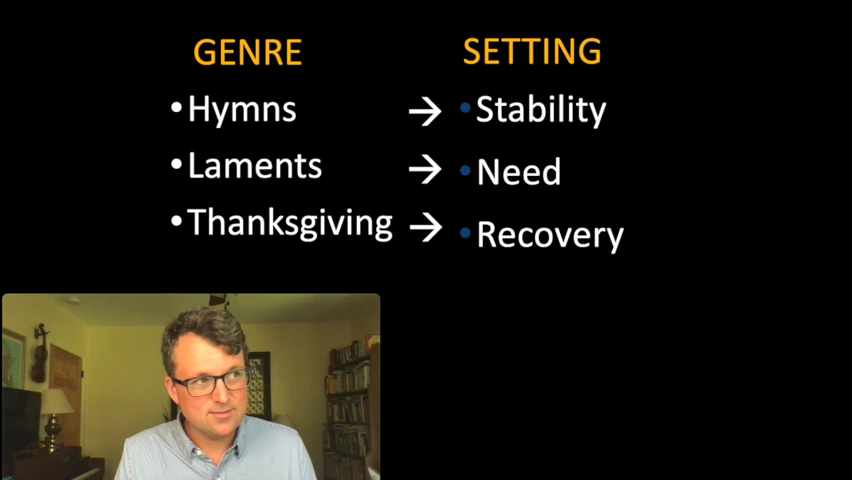 GENRE SETTING
•Hymns → •Stability
•Laments → •Need
•Thanksgiving → •Recovery